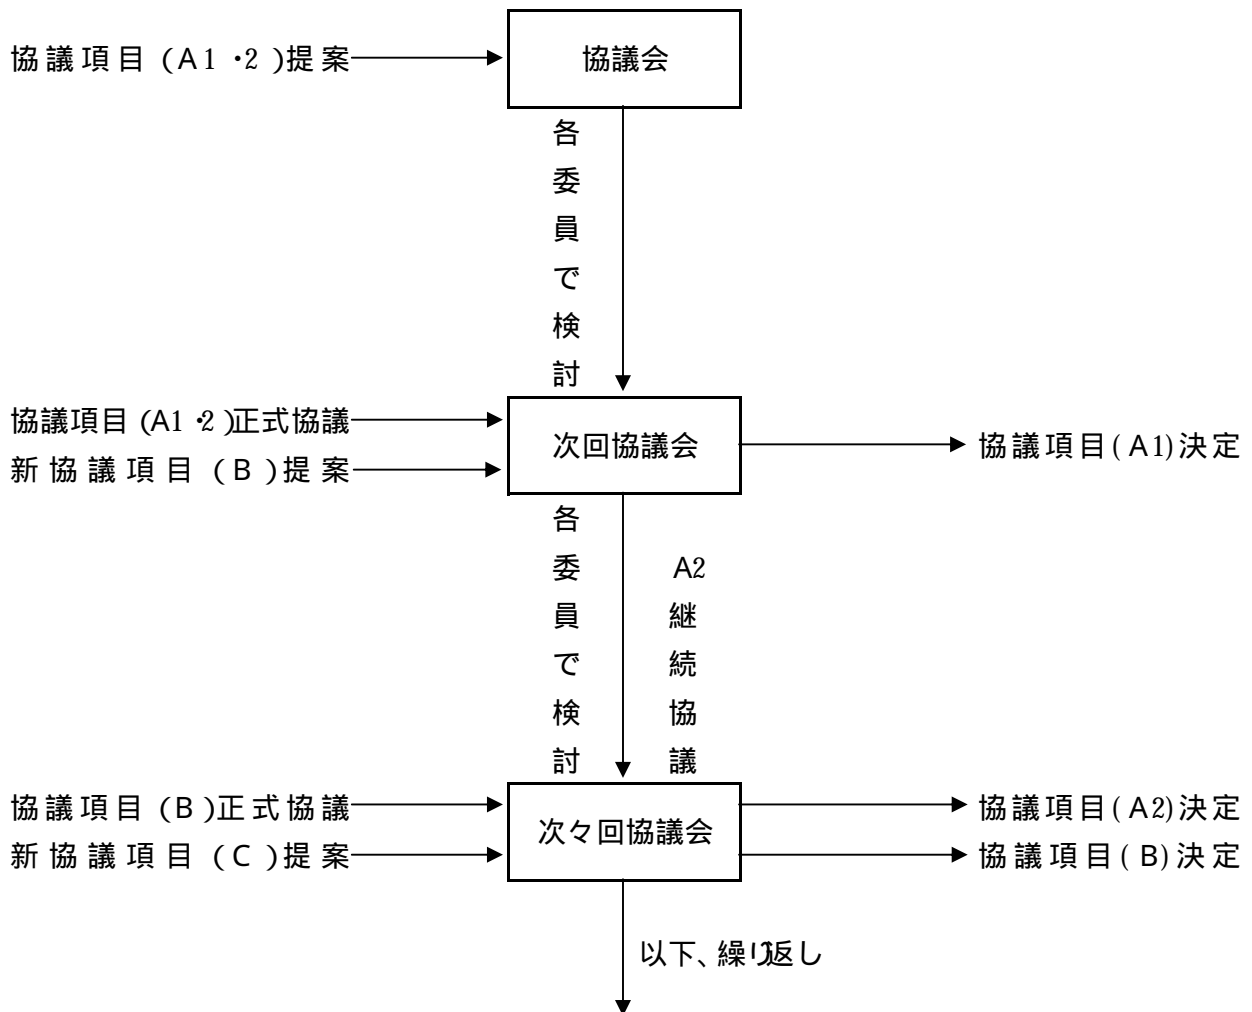 協議項目(A1・2)提案
協議会
各委員で検討
協議項目(A1・2)正式協議
新協議項目(B)提案
次回協議会
協議項目(A1)決定
各委員で検討
A2継続協議
協議項目(B)正式協議
新協議項目(C)提案
次々回協議会
協議項目(A2)決定
協議項目(B)決定
以下、繰り返し